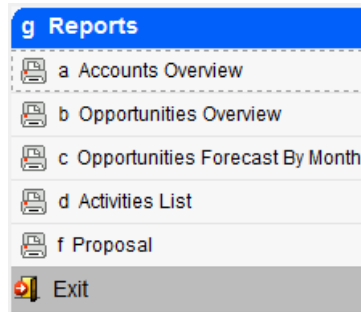 g Reports
a Accounts Overview
b Opportunities Overview
c Opportunities Forecast By Month
d Activities List
f Proposal
Exit